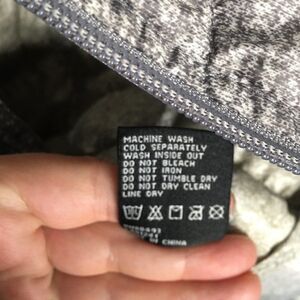 MACHINE WASH
COLD SEPARATELY
WASH INSIDE OUT
DO NOT BLEACH
DO NOT IRON
DO NOT TUMBLE DRY
DO NOT DRY CLEAN
LINE DRY
CHINA